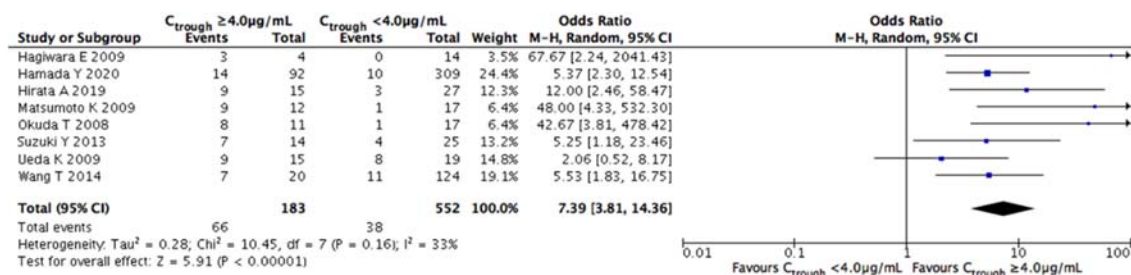 C_trough ≥4.0µg/mL C_trough <4.0µg/mL Odds Ratio Odds Ratio
Study or Subgroup Events Total Events Total Weight M-H, Random, 95% CI M-H, Random, 95% CI
Hagiwara E 2009 3 4 0 14 3.5% 67.67 [2.24, 2041.43]
Hamada Y 2020 14 92 10 309 24.4% 5.37 [2.30, 12.54]
Hirata A 2019 9 15 3 27 12.3% 12.00 [2.46, 58.47]
Matsumoto K 2009 9 12 1 17 6.4% 48.00 [4.33, 532.30]
Okuda T 2008 8 11 1 17 6.4% 42.67 [3.81, 478.42]
Suzuki Y 2013 7 14 4 25 13.2% 5.25 [1.18, 23.46]
Ueda K 2009 9 15 8 19 14.8% 2.06 [0.52, 8.17]
Wang T 2014 7 20 11 124 19.1% 5.53 [1.83, 16.75]
Total (95% CI) 183 552 100.0% 7.39 [3.81, 14.36]
Total events 66 38
Heterogeneity: Tau² = 0.28; Chi² = 10.45, df = 7 (P = 0.16); I² = 33%
Test for overall effect: Z = 5.91 (P < 0.00001)
0.01 0.1 1 10 100
Favours C_trough <4.0µg/mL Favours C_trough ≥4.0µg/mL